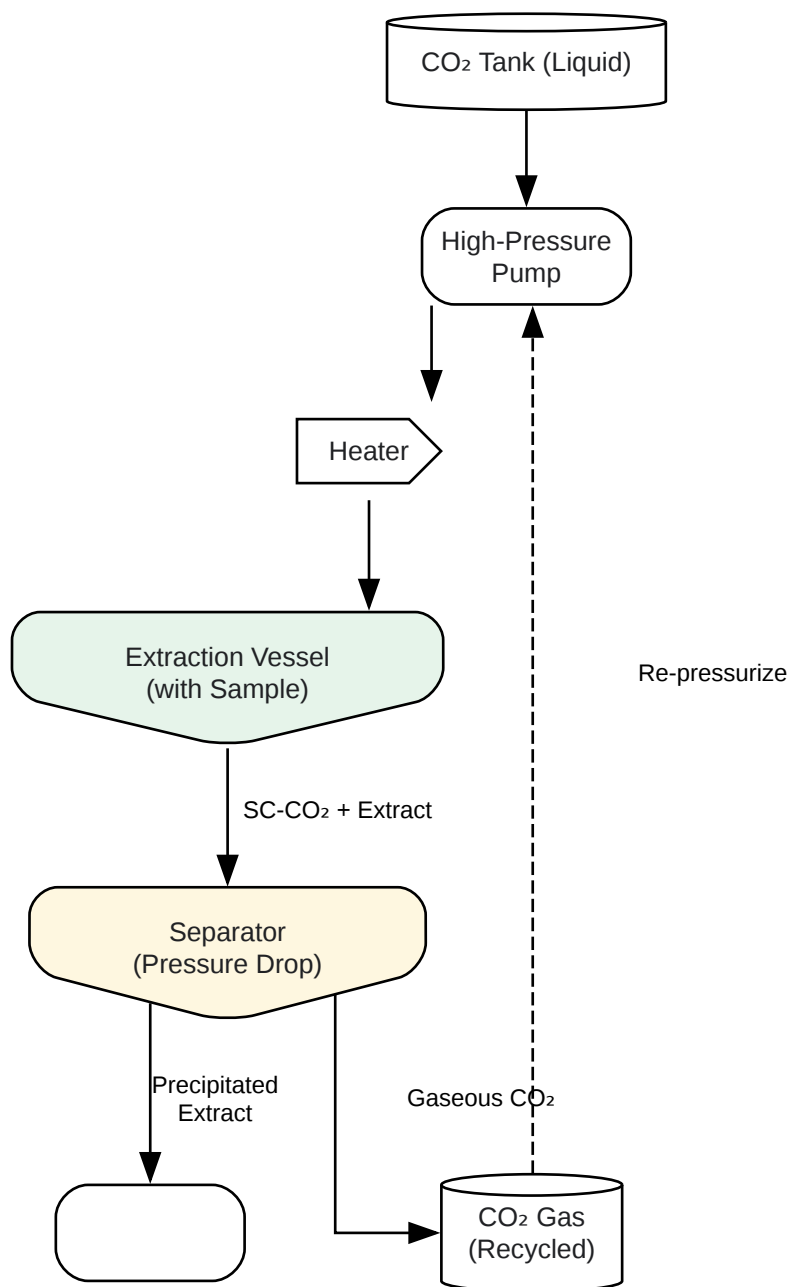 CO₂ Tank (Liquid)
High-Pressure
Pump
Heater
Extraction Vessel
(with Sample)
Re-pressurize
SC-CO₂ + Extract
Separator
(Pressure Drop)
Precipitated
Extract
Gaseous CO₂
CO₂ Gas
(Recycled)